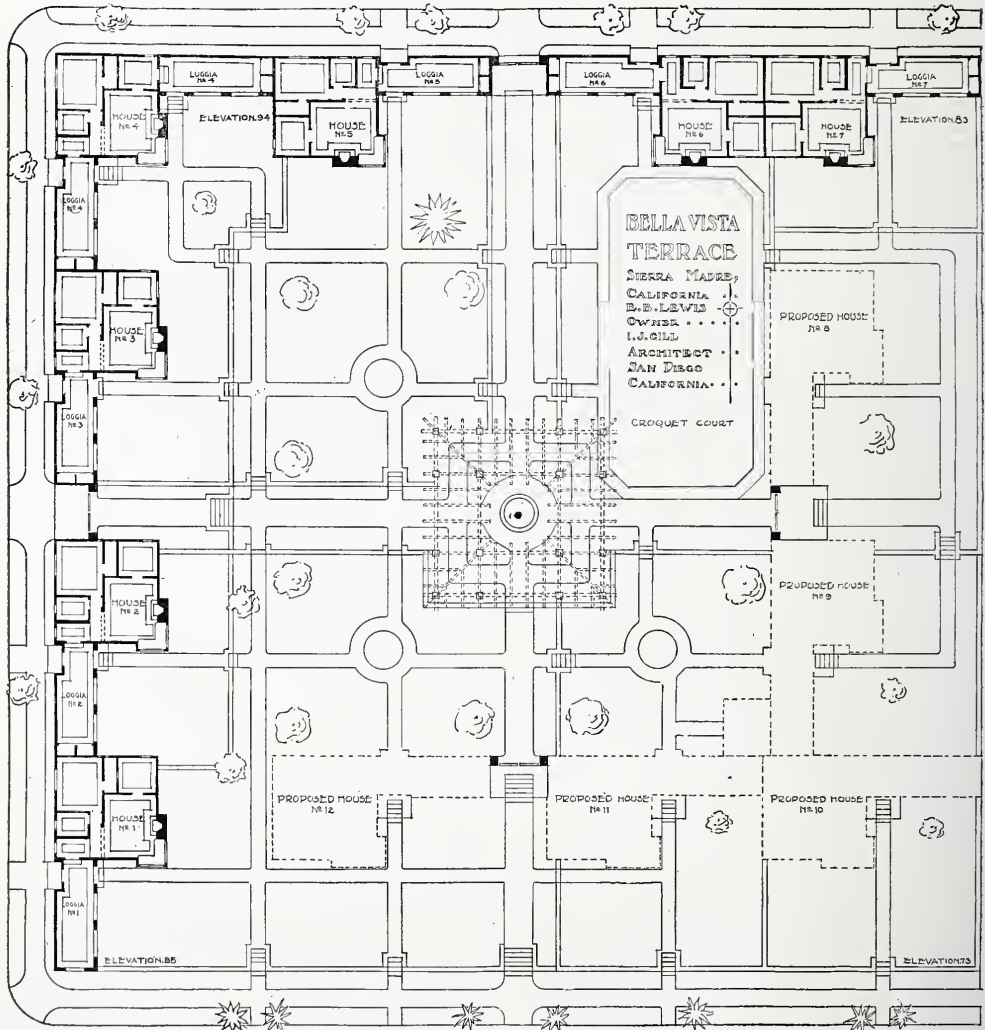 LOGGIA
Nº 4
LOGGIA
Nº 5
LOGGIA
Nº 6
LOGGIA
Nº 7
HOUSE
Nº 4
ELEVATION.94
HOUSE
Nº 5
HOUSE
Nº 6
HOUSE
Nº 7
ELEVATION.83
LOGGIA
Nº 4
BELLA VISTA
TERRACE
SIERRA MADRE,
CALIFORNIA
E.B. LEWIS
OWNER
I.J. GILL
ARCHITECT
SAN DIEGO
CALIFORNIA
CROQUET COURT
HOUSE
Nº 3
PROPOSED HOUSE
Nº 8
LOGGIA
Nº 3
HOUSE
Nº 2
PROPOSED HOUSE
Nº 9
LOGGIA
Nº 2
HOUSE
Nº 1
PROPOSED HOUSE
Nº 12
PROPOSED HOUSE
Nº 11
PROPOSED HOUSE
Nº 10
LOGGIA
Nº 1
ELEVATION.85
ELEVATION.73